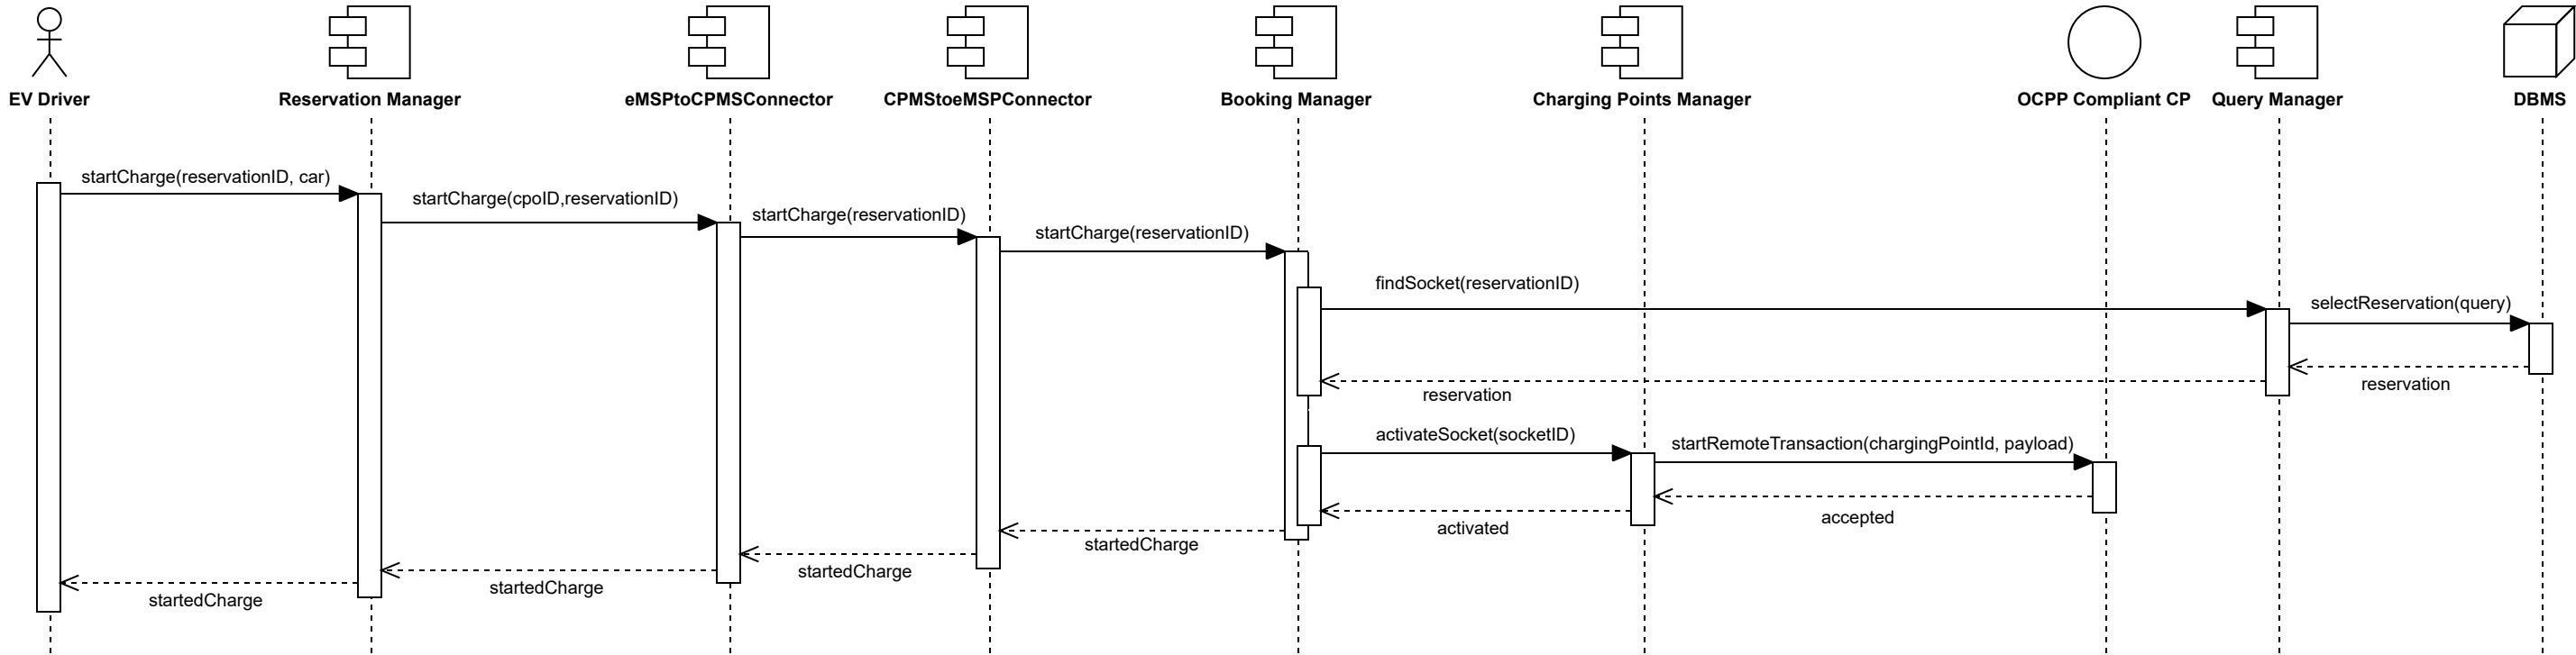 EV Driver
Reservation Manager
eMSPtoCPMSConnector
CPMStoeMSPConnector
Booking Manager
Charging Points Manager
OCPP Compliant CP
Query Manager
DBMS
startCharge(reservationID, car)
startCharge(cpoID,reservationID)
startCharge(reservationID)
startCharge(reservationID)
findSocket(reservationID)
selectReservation(query)
reservation
reservation
activateSocket(socketID)
startRemoteTransaction(chargingPointId, payload)
accepted
activated
startedCharge
startedCharge
startedCharge
startedCharge